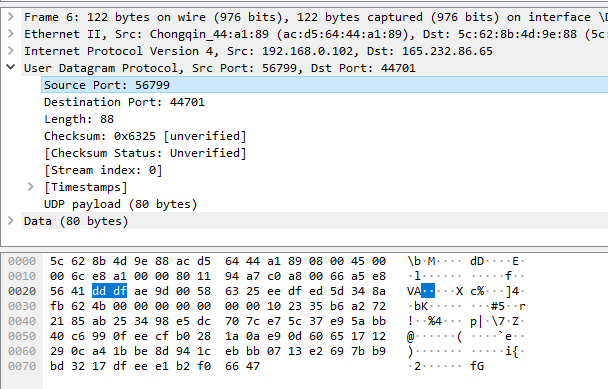 Frame 6: 122 bytes on wire (976 bits), 122 bytes captured (976 bits) on interface \D
Ethernet II, Src: Chongqin_44:a1:89 (ac:d5:64:44:a1:89), Dst: 5c:62:8b:4d:9e:88 (5c:
Internet Protocol Version 4, Src: 192.168.0.102, Dst: 165.232.86.65
User Datagram Protocol, Src Port: 56799, Dst Port: 44701
Source Port: 56799
Destination Port: 44701
Length: 88
Checksum: 0x6325 [unverified]
[Checksum Status: Unverified]
[Stream index: 0]
[Timestamps]
UDP payload (80 bytes)
Data (80 bytes)
0000 5c 62 8b 4d 9e 88 ac d5 64 44 a1 89 08 00 45 00 \b·M····dD····E·
0010 00 6c e8 a1 00 00 80 11 94 a7 c0 a8 00 66 a5 e8 ·l···········f··
0020 56 41 dd df ae 9d 00 58 63 25 ee df ed 5d 34 8a VA·····Xc%···]4·
0030 fb 62 4b 00 00 00 00 00 00 00 10 23 35 b6 a2 72 ·bK········#5··r
0040 21 85 ab 25 34 98 e5 dc 70 7c e7 5c 37 e9 5a bb !··%4···p|·\7·Z·
0050 40 c6 99 0f ee cf b0 28 1a 0a e9 0d 60 65 17 12 @······(····`e··
0060 29 0c a4 1b be 8d 94 1c eb bb 07 13 e2 69 7b b9 )············i{·
0070 bd 32 17 df ee e1 b2 f0 66 47 ·2······fG